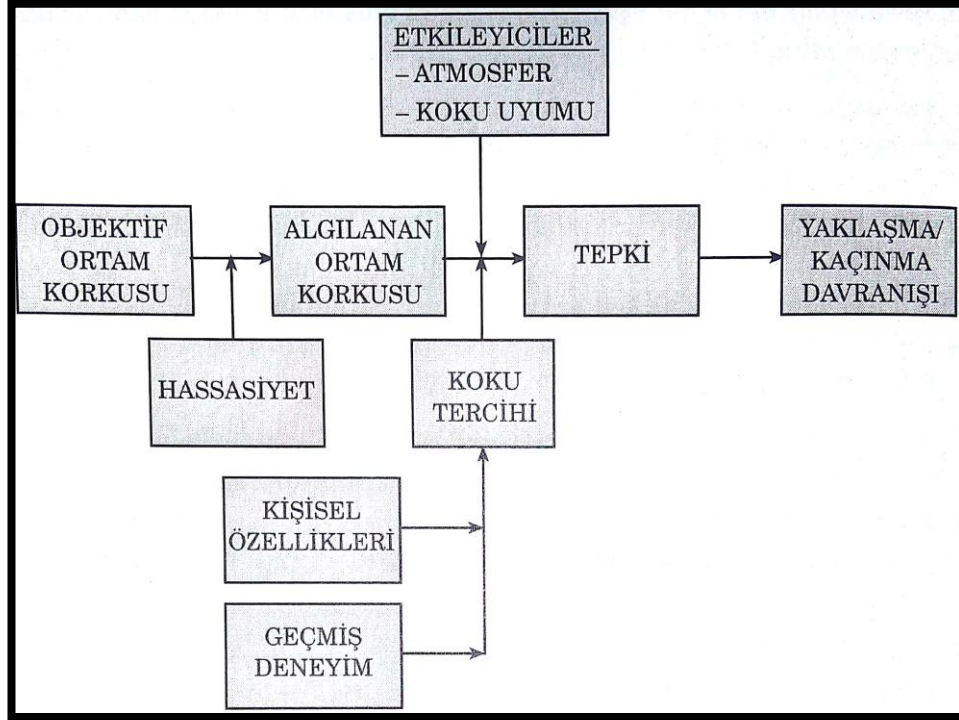 ETKİLEYİCİLER
– ATMOSFER
– KOKU UYUMU
OBJEKTİF
ORTAM
KORKUSU
ALGILANAN
ORTAM
KORKUSU
TEPKİ
YAKLAŞMA/
KAÇINMA
DAVRANIŞI
HASSASİYET
KOKU
TERCİHİ
KİŞİSEL
ÖZELLİKLERİ
GEÇMİŞ
DENEYİM